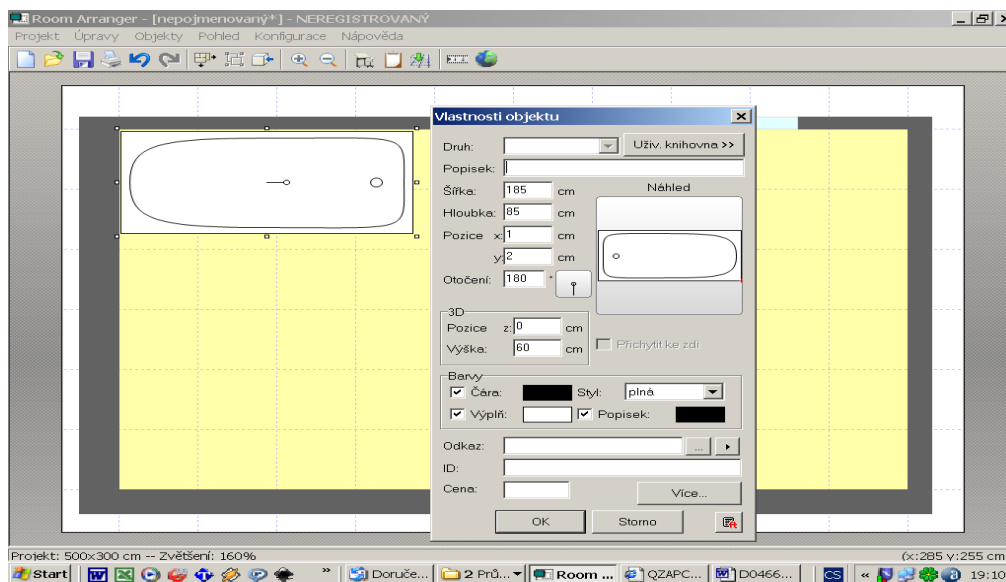 Room Arranger - [nepojmenovaný*] - NEREGISTROVANÝ
Projekt Úpravy Objekty Pohled Konfigurace Nápověda
Vlastnosti objektu
Druh: Uživ. knihovna >>
Popisek:
Šířka: 185 cm Náhled
Hloubka: 85 cm
Pozice x: 1 cm
y: 2 cm
Otočení: 180 °
3D
Pozice z: 0 cm
Výška: 60 cm Přichytit ke zdi
Barvy
Čára: Styl: plná
Výplň: Popisek:
Odkaz: ...
ID:
Cena: Více...
OK Storno
Projekt: 500x300 cm -- Zvětšení: 160% (x:285 y:255 cm
Start » Doruče... 2 Prů... Room ... QZAPC... D0466... CS « 19:10